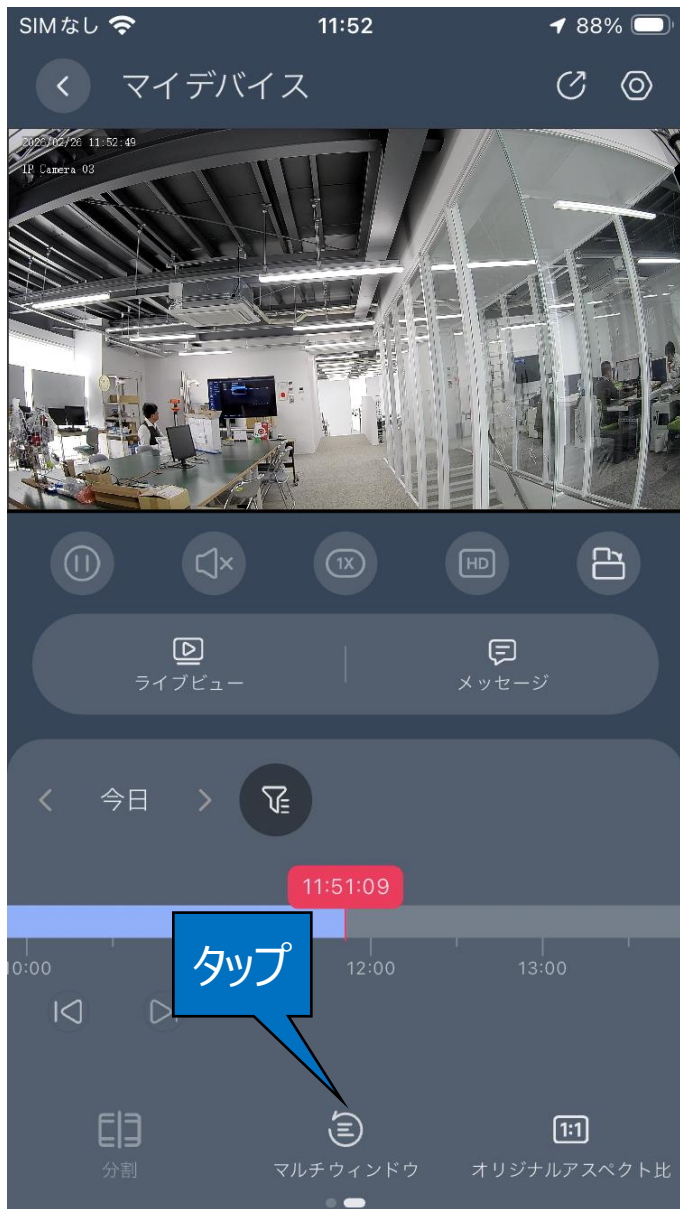 SIMなし 11:52 88%
マイデバイス
2026/02/26 11:52:49
IP Camera 03
1X HD
ライブビュー メッセージ
今日
11:51:09
10:00 12:00 13:00
タップ
1:1
分割 マルチウィンドウ オリジナルアスペクト比